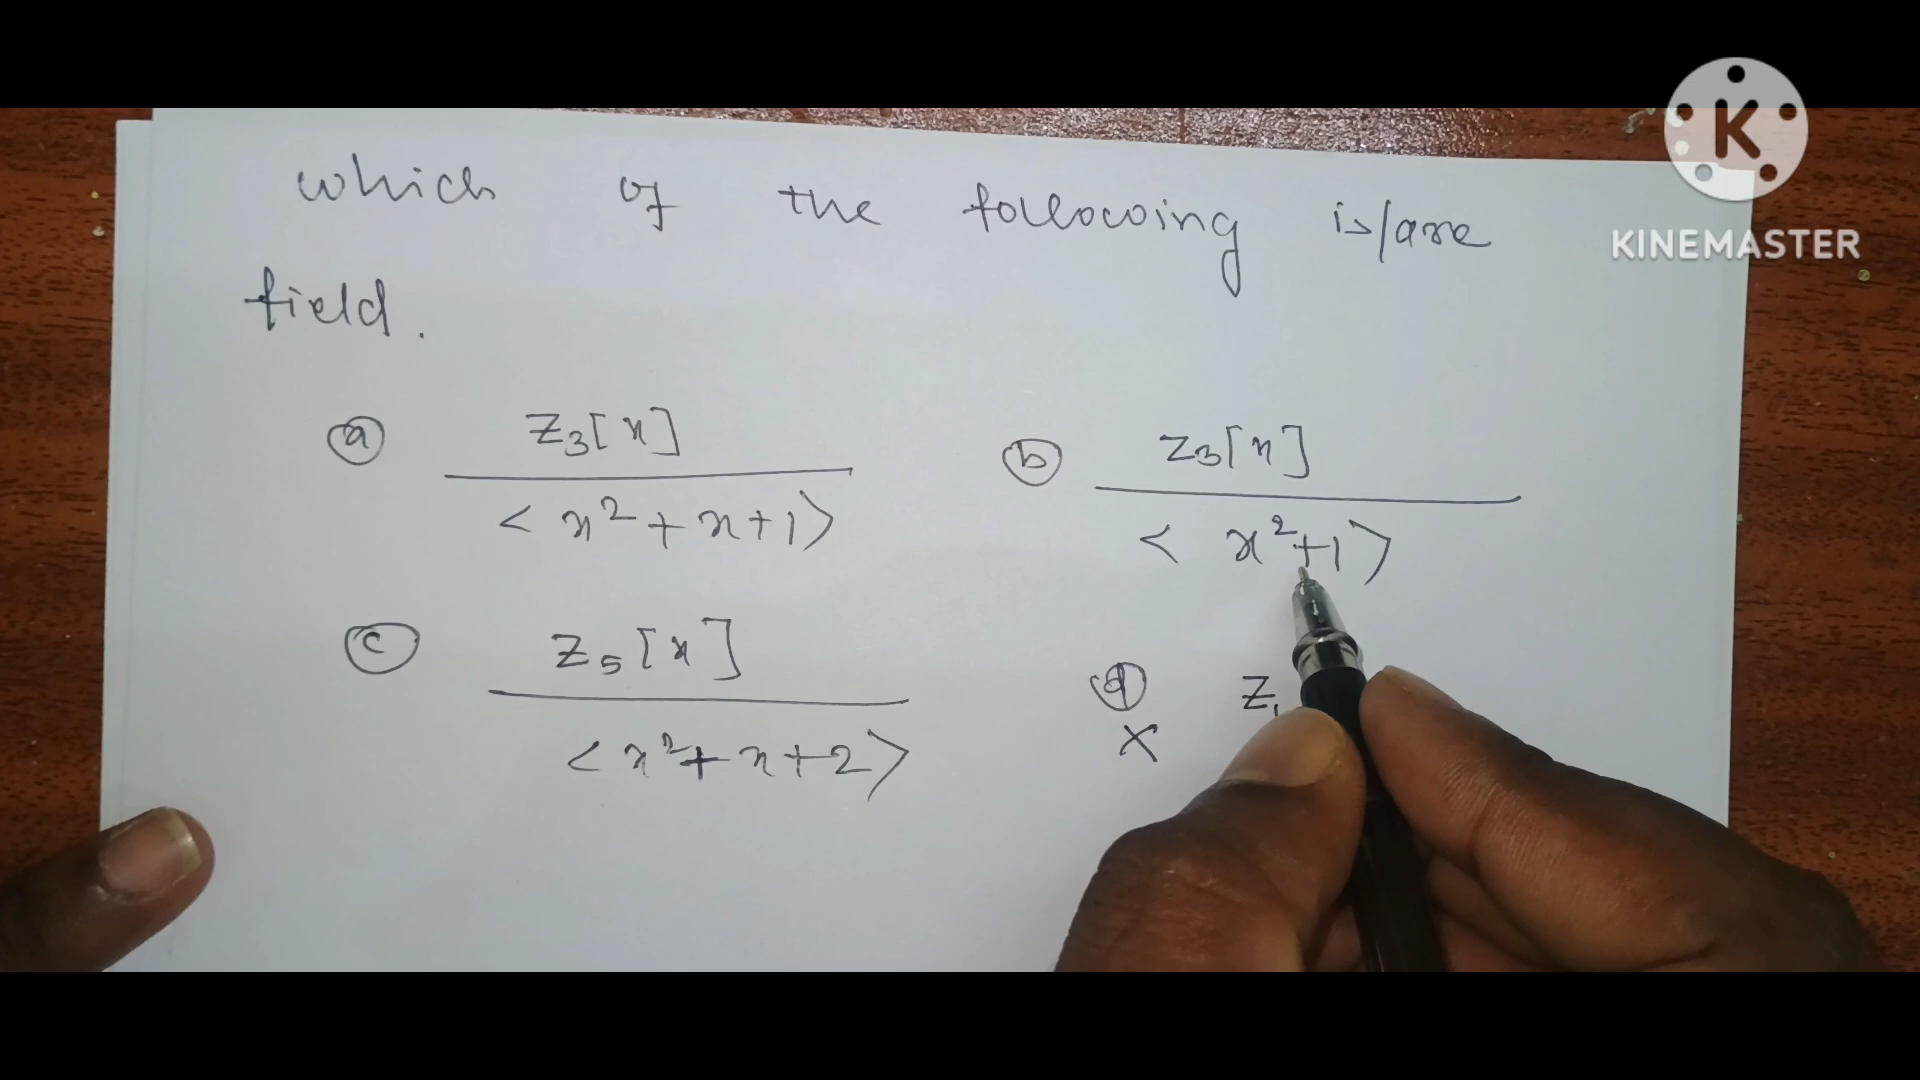 K
KINEMASTER
which of the following is/are
field.
(a) Z₃[x] / < x² + x + 1 >
(b) Z₃[x] / < x² + 1 >
(c) Z₅[x] / < x² + x + 2 >
(d) Z
×